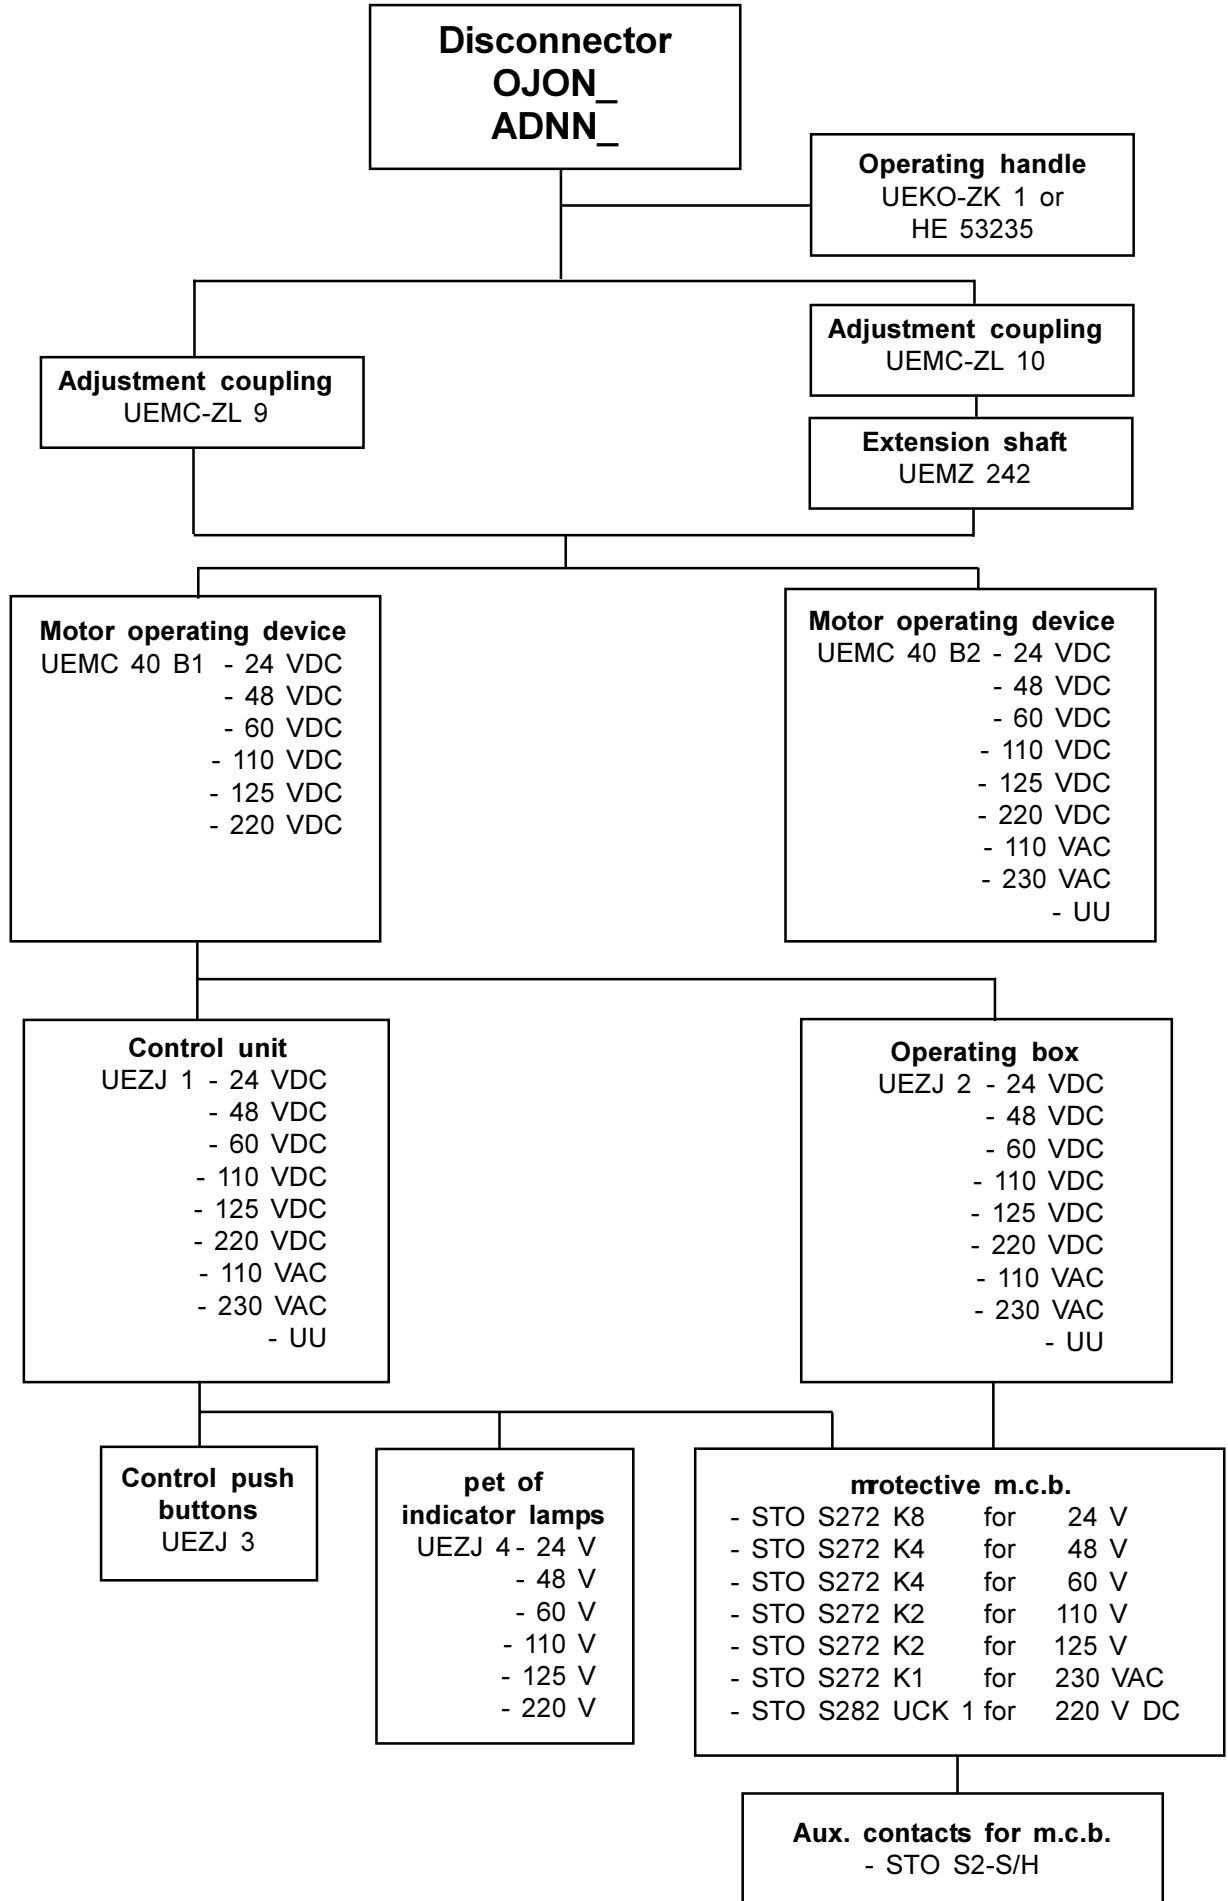 Disconnector
OJON_
ADNN_
Operating handle
UEKO-ZK 1 or
HE 53235
Adjustment coupling
UEMC-ZL 10
Adjustment coupling
UEMC-ZL 9
Extension shaft
UEMZ 242
Motor operating device
UEMC 40 B1 - 24 VDC
- 48 VDC
- 60 VDC
- 110 VDC
- 125 VDC
- 220 VDC
Motor operating device
UEMC 40 B2 - 24 VDC
- 48 VDC
- 60 VDC
- 110 VDC
- 125 VDC
- 220 VDC
- 110 VAC
- 230 VAC
- UU
Control unit
UEZJ 1 - 24 VDC
- 48 VDC
- 60 VDC
- 110 VDC
- 125 VDC
- 220 VDC
- 110 VAC
- 230 VAC
- UU
Operating box
UEZJ 2 - 24 VDC
- 48 VDC
- 60 VDC
- 110 VDC
- 125 VDC
- 220 VDC
- 110 VAC
- 230 VAC
- UU
Control push
buttons
UEZJ 3
pet of
indicator lamps
UEZJ 4 - 24 V
- 48 V
- 60 V
- 110 V
- 125 V
- 220 V
mrotective m.c.b.
- STO S272 K8 for 24 V
- STO S272 K4 for 48 V
- STO S272 K4 for 60 V
- STO S272 K2 for 110 V
- STO S272 K2 for 125 V
- STO S272 K1 for 230 VAC
- STO S282 UCK 1 for 220 V DC
Aux. contacts for m.c.b.
- STO S2-S/H